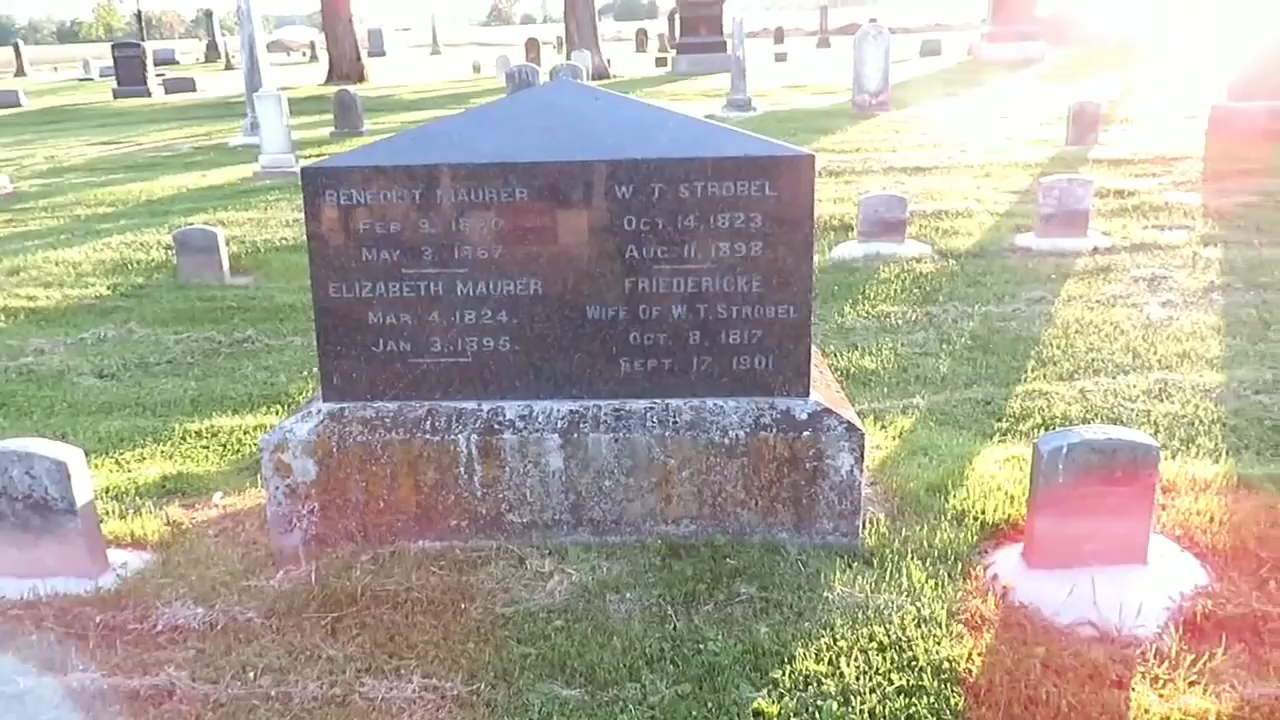 BENEDICT MAURER
FEB. 9, 1820
MAY 3, 1867
ELIZABETH MAURER
MAR. 4, 1824.
JAN 3, 1895.
W. T. STROBEL
OCT. 14, 1823
AUG. 11, 1898
FRIEDERICKE
WIFE OF W. T. STROBEL
OCT. 8, 1817
SEPT. 17, 1901